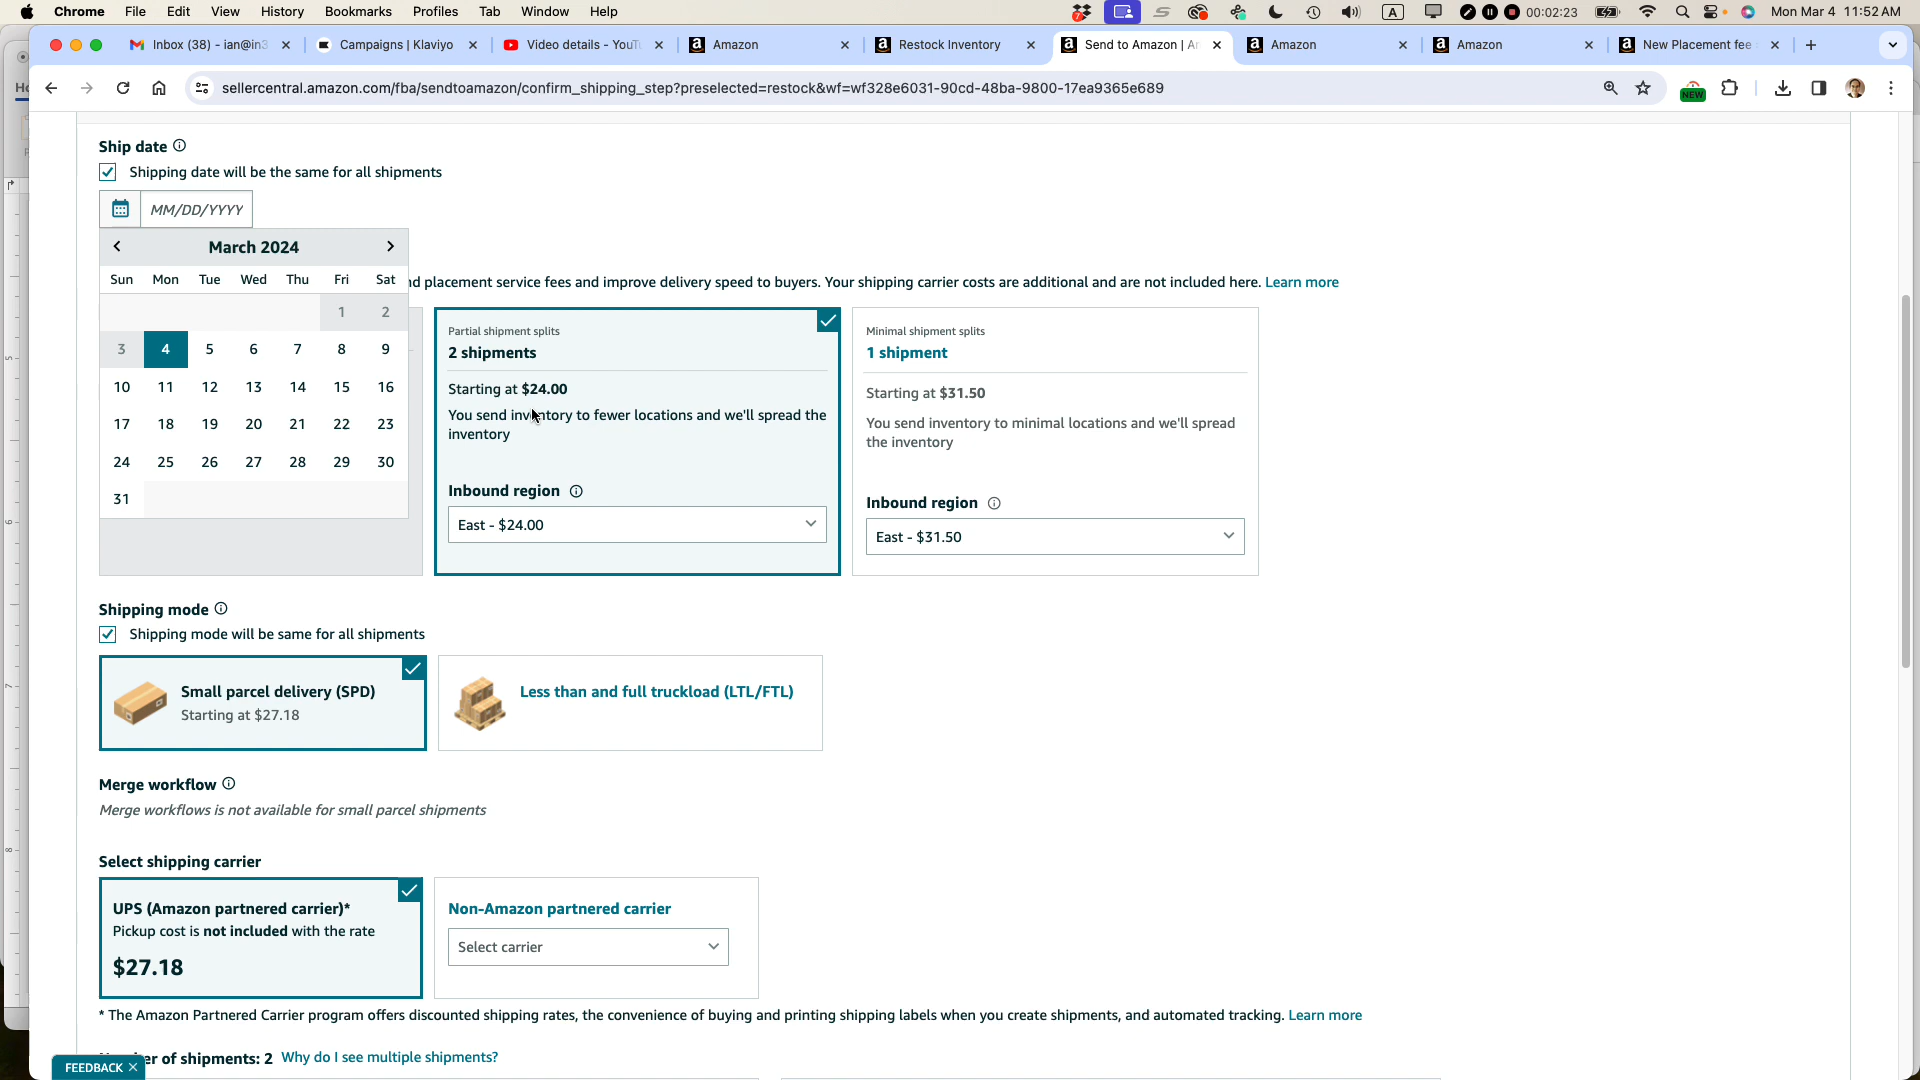 Chrome File Edit View History Bookmarks Profiles Tab Window Help A 00:02:23 Mon Mar 4 11:52 AM
Inbox (38) - ian@in3 Campaigns | Klaviyo Video details - YouTu Amazon Restock Inventory Send to Amazon | An Amazon Amazon New Placement fee
sellercentral.amazon.com/fba/sendtoamazon/confirm_shipping_step?preselected=restock&wf=wf328e6031-90cd-48ba-9800-17ea9365e689
NEW
Ship date
Shipping date will be the same for all shipments
MM/DD/YYYY
March 2024
Sun Mon Tue Wed Thu Fri Sat
1 2
3 4 5 6 7 8 9
10 11 12 13 14 15 16
17 18 19 20 21 22 23
24 25 26 27 28 29 30
31
nd placement service fees and improve delivery speed to buyers. Your shipping carrier costs are additional and are not included here. Learn more
Partial shipment splits
2 shipments
Starting at $24.00
You send inventory to fewer locations and we'll spread the
inventory
Inbound region
East - $24.00
Minimal shipment splits
1 shipment
Starting at $31.50
You send inventory to minimal locations and we'll spread
the inventory
Inbound region
East - $31.50
Shipping mode
Shipping mode will be same for all shipments
Small parcel delivery (SPD)
Starting at $27.18
Less than and full truckload (LTL/FTL)
Merge workflow
Merge workflows is not available for small parcel shipments
Select shipping carrier
UPS (Amazon partnered carrier)*
Pickup cost is not included with the rate
$27.18
Non-Amazon partnered carrier
Select carrier
* The Amazon Partnered Carrier program offers discounted shipping rates, the convenience of buying and printing shipping labels when you create shipments, and automated tracking. Learn more
er of shipments: 2 Why do I see multiple shipments?
FEEDBACK